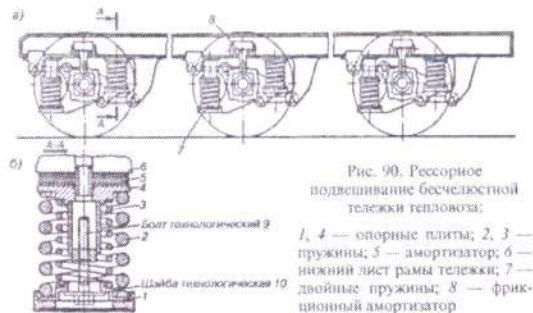 а)
А
8
А
7
б)
А-А
6
5
4
3
Болт технологический 9
2
Шайба технологическая 10
1
Рис. 90. Рессорное
подвешивание бесчелюстной
тележки тепловоза:
1, 4 — опорные плиты; 2, 3 —
пружины; 5 — амортизатор; 6 —
нижний лист рамы тележки; 7 —
двойные пружины; 8 — фрик-
ционный амортизатор